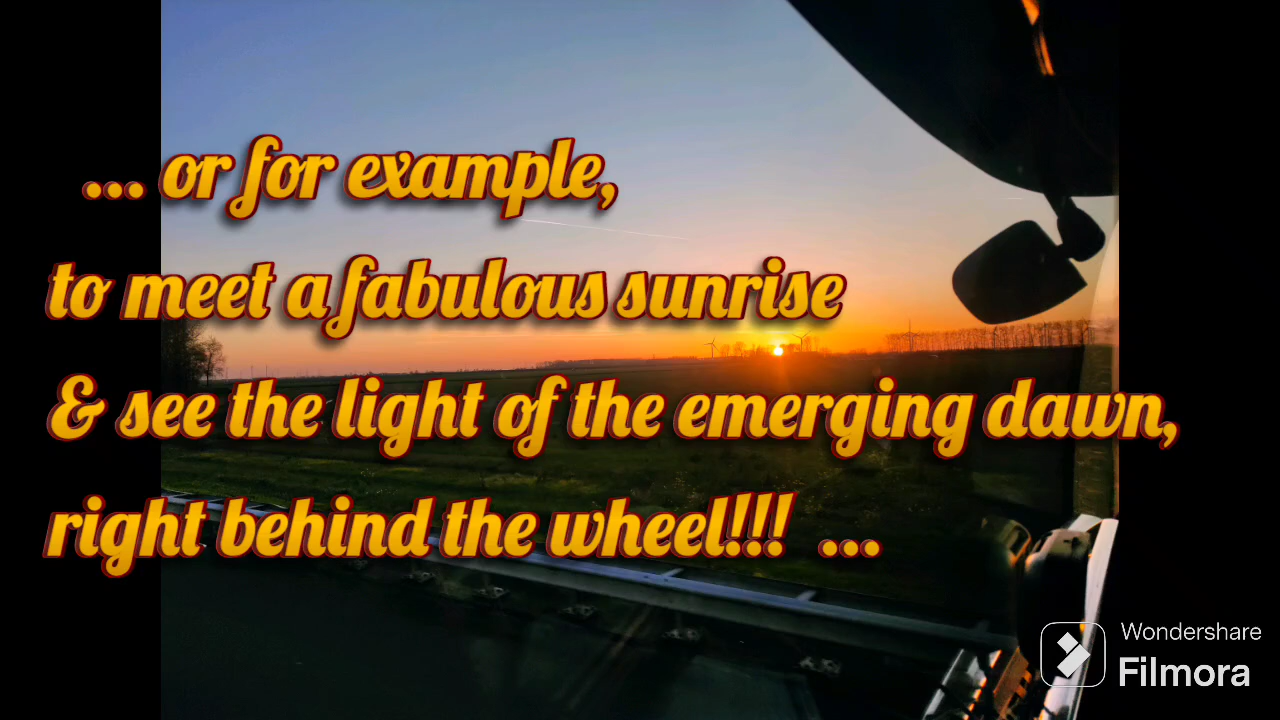 ... or for example,
to meet a fabulous sunrise
& see the light of the emerging dawn,
right behind the wheel!!! ...
Wondershare
Filmora